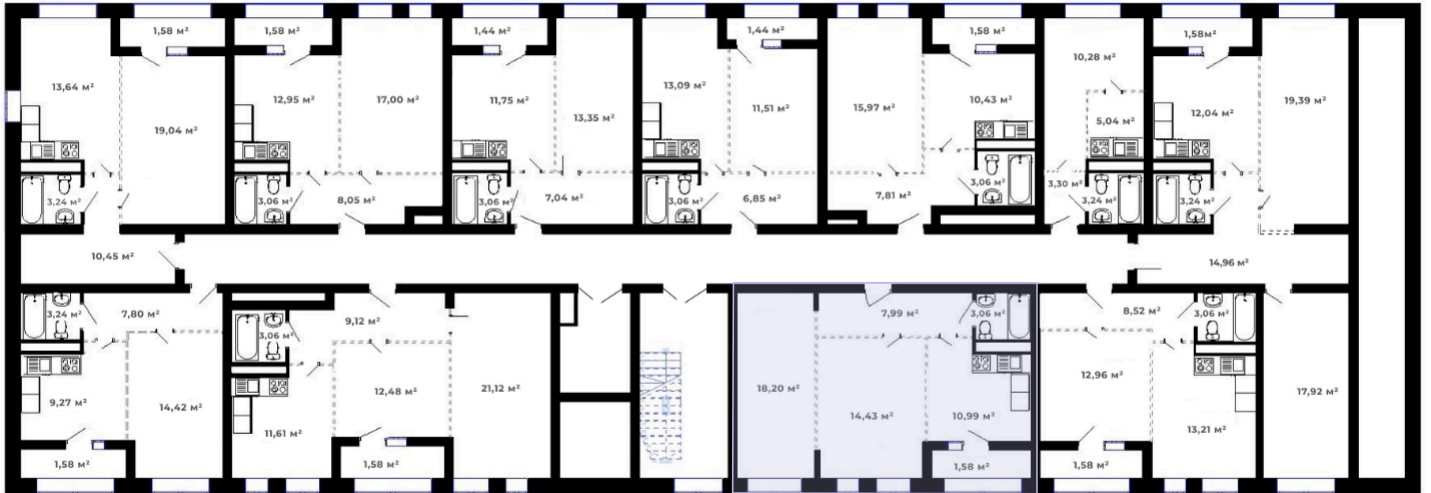 1,58 м²
1,58 м²
1,44 м²
1,44 м²
1,58 м²
1,58м²
13,64 м²
19,04 м²
12,95 м²
17,00 м²
11,75 м²
13,35 м²
13,09 м²
11,51 м²
15,97 м²
10,43 м²
10,28 м²
5,04 м²
12,04 м²
19,39 м²
3,24 м²
3,06 м²
8,05 м²
3,06 м²
7,04 м²
3,06 м²
6,85 м²
7,81 м²
3,06 м²
3,30 м²
3,24 м²
3,24 м²
10,45 м²
14,96 м²
3,24 м²
7,80 м²
3,06 м²
9,12 м²
7,99 м²
3,06 м²
8,52 м²
3,06 м²
9,27 м²
14,42 м²
11,61 м²
12,48 м²
21,12 м²
18,20 м²
14,43 м²
10,99 м²
12,96 м²
13,21 м²
17,92 м²
1,58 м²
1,58 м²
1,58 м²
1,58 м²